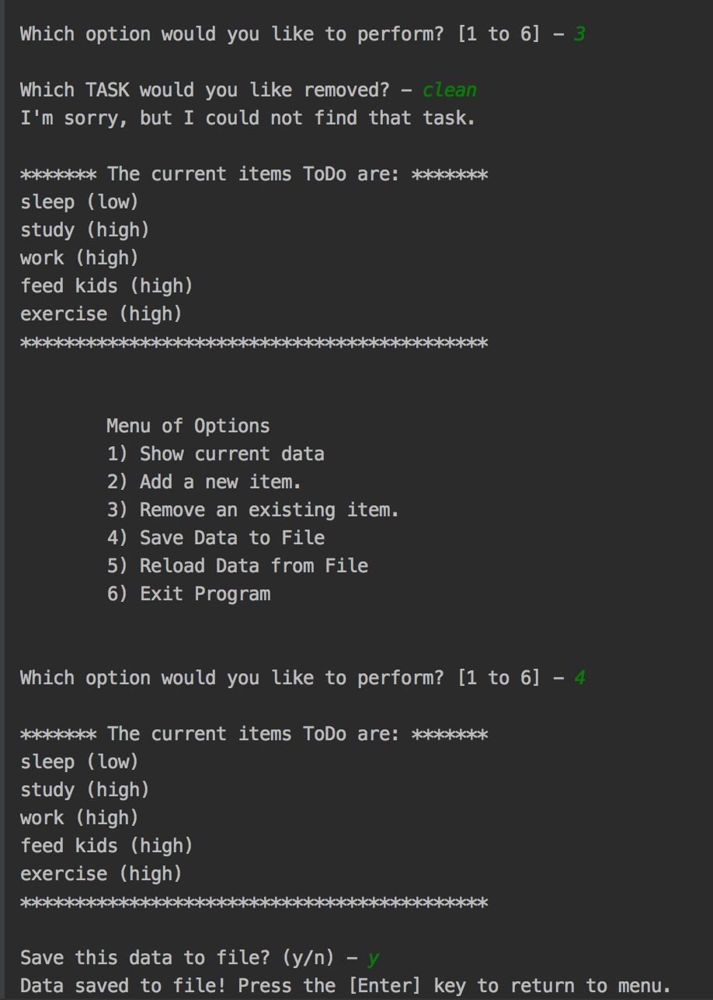 Which option would you like to perform? [1 to 6] – 3
Which TASK would you like removed? – clean
I'm sorry, but I could not find that task.
******* The current items ToDo are: *******
sleep (low)
study (high)
work (high)
feed kids (high)
exercise (high)
*******************************************
Menu of Options
1) Show current data
2) Add a new item.
3) Remove an existing item.
4) Save Data to File
5) Reload Data from File
6) Exit Program
Which option would you like to perform? [1 to 6] – 4
******* The current items ToDo are: *******
sleep (low)
study (high)
work (high)
feed kids (high)
exercise (high)
*******************************************
Save this data to file? (y/n) – y
Data saved to file! Press the [Enter] key to return to menu.